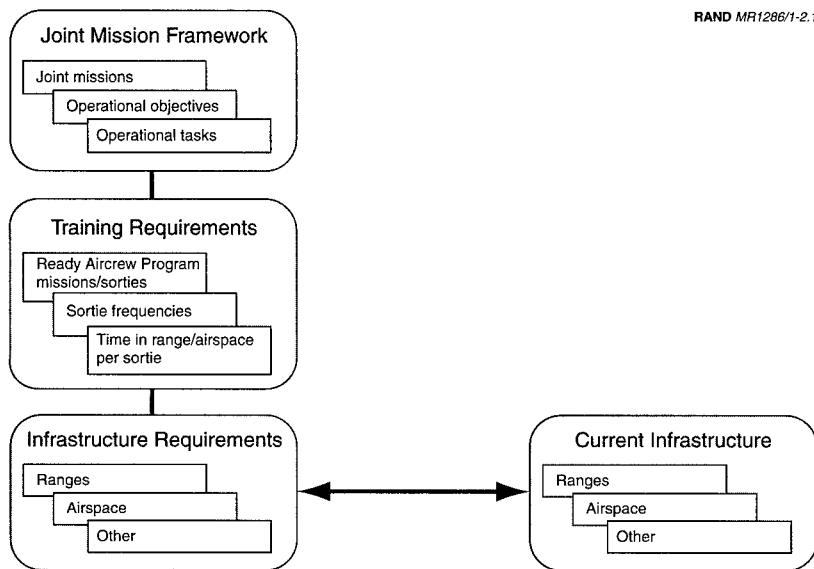 RAND MR1286/1-2.1
Joint Mission Framework
Joint missions
Operational objectives
Operational tasks
Training Requirements
Ready Aircrew Program
missions/sorties
Sortie frequencies
Time in range/airspace
per sortie
Infrastructure Requirements
Ranges
Airspace
Other
Current Infrastructure
Ranges
Airspace
Other